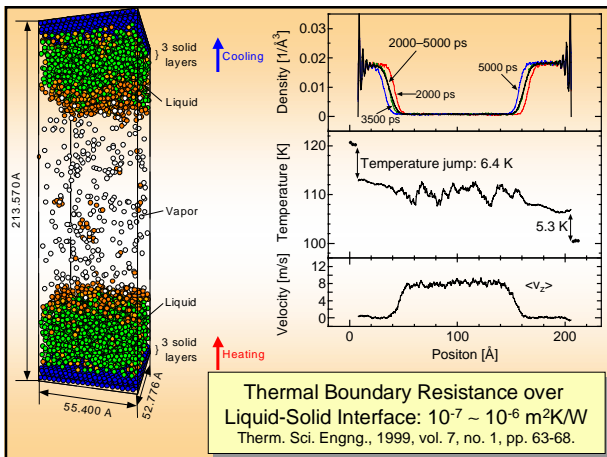 213.570A
3 solid
layers
Cooling
Liquid
Vapor
Liquid
3 solid
layers
Heating
55.400 A
52.776 A
Density [1/Å³]
0.03
0.02
0.01
0
2000–5000 ps
2000 ps
3500 ps
5000 ps
Temperature [K]
120
110
100
Temperature jump: 6.4 K
5.3 K
Velocity [m/s]
12
8
4
0
<v_z>
0
100
200
Positon [Å]
Thermal Boundary Resistance over
Liquid-Solid Interface: 10⁻⁷ ~ 10⁻⁶ m²K/W
Therm. Sci. Engng., 1999, vol. 7, no. 1, pp. 63-68.